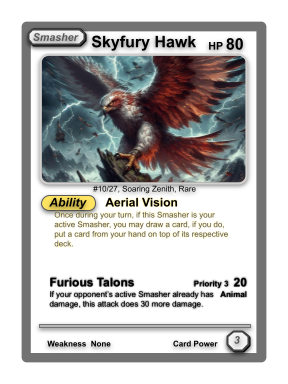 Smasher Skyfury Hawk HP 80
#10/27, Soaring Zenith, Rare
Ability Aerial Vision
Once during your turn, if this Smasher is your
active Smasher, you may draw a card, if you do,
put a card from your hand on top of its respective
deck.
Furious Talons Priority 3 20
If your opponent's active Smasher already has Animal
damage, this attack does 30 more damage.
Weakness None Card Power 3